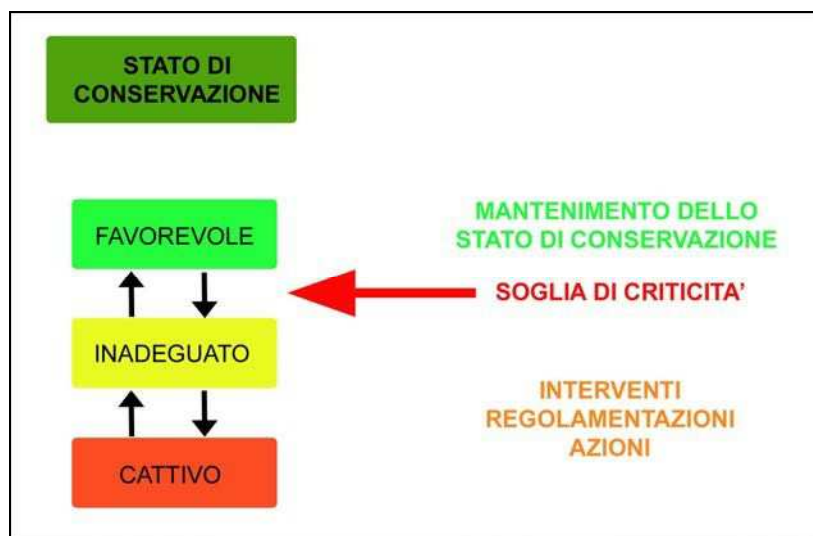 STATO DI
CONSERVAZIONE
FAVOREVOLE
MANTENIMENTO DELLO
STATO DI CONSERVAZIONE
SOGLIA DI CRITICITA'
INADEGUATO
INTERVENTI
REGOLAMENTAZIONI
AZIONI
CATTIVO